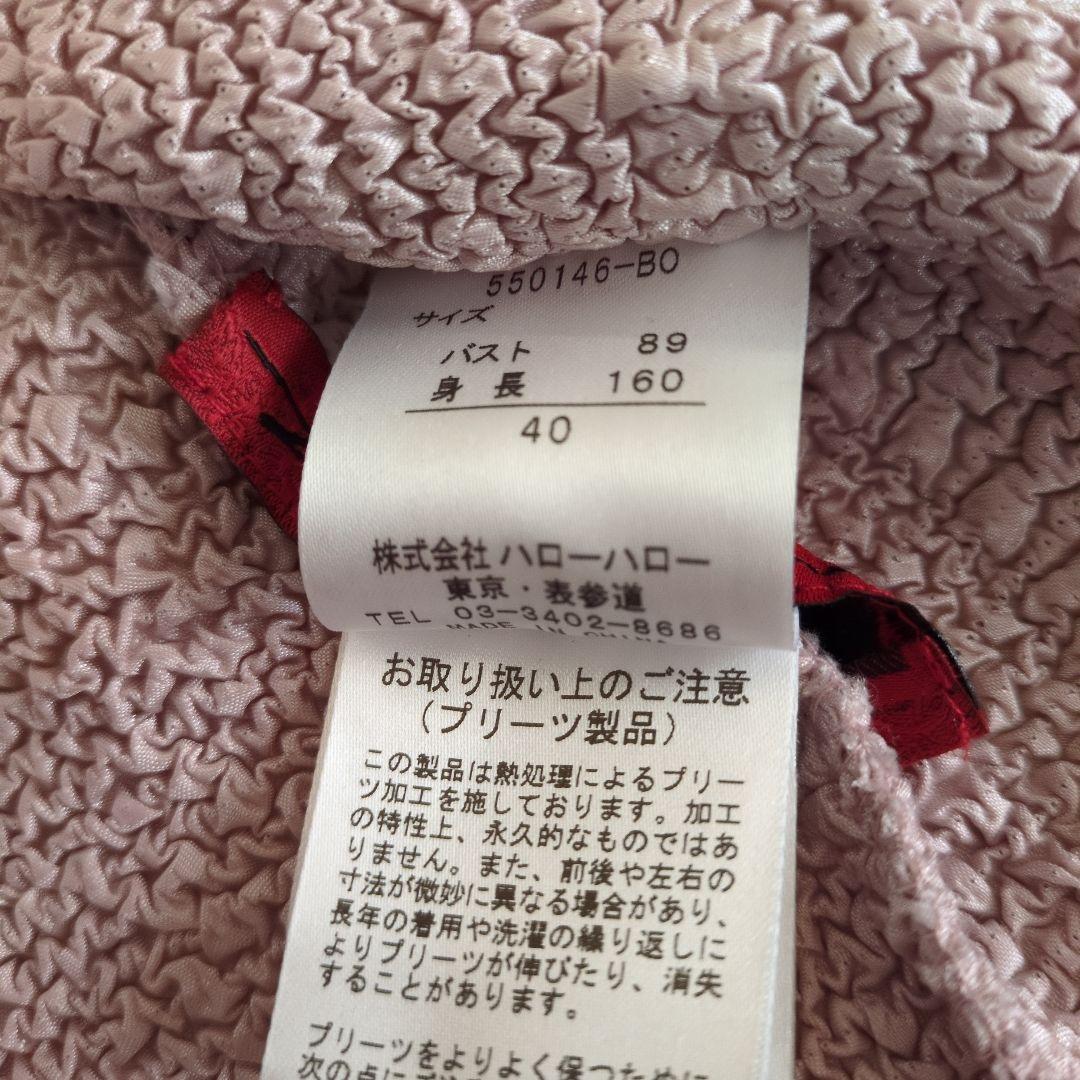 550146-BO
サイズ
バスト 89
身長 160
40
株式会社 ハローハロー
東京・表参道
TEL 03-3402-8686
MADE IN CHINA
お取り扱い上のご注意
（プリーツ製品）
この製品は熱処理によるプリー
ツ加工を施しております。加工
の特性上、永久的なものではあ
りません。また、前後や左右の
寸法が微妙に異なる場合があり、
長年の着用や洗濯の繰り返しに
よりプリーツが伸びたり、消失
することがあります。
プリーツをよりよく保つために
次の点に